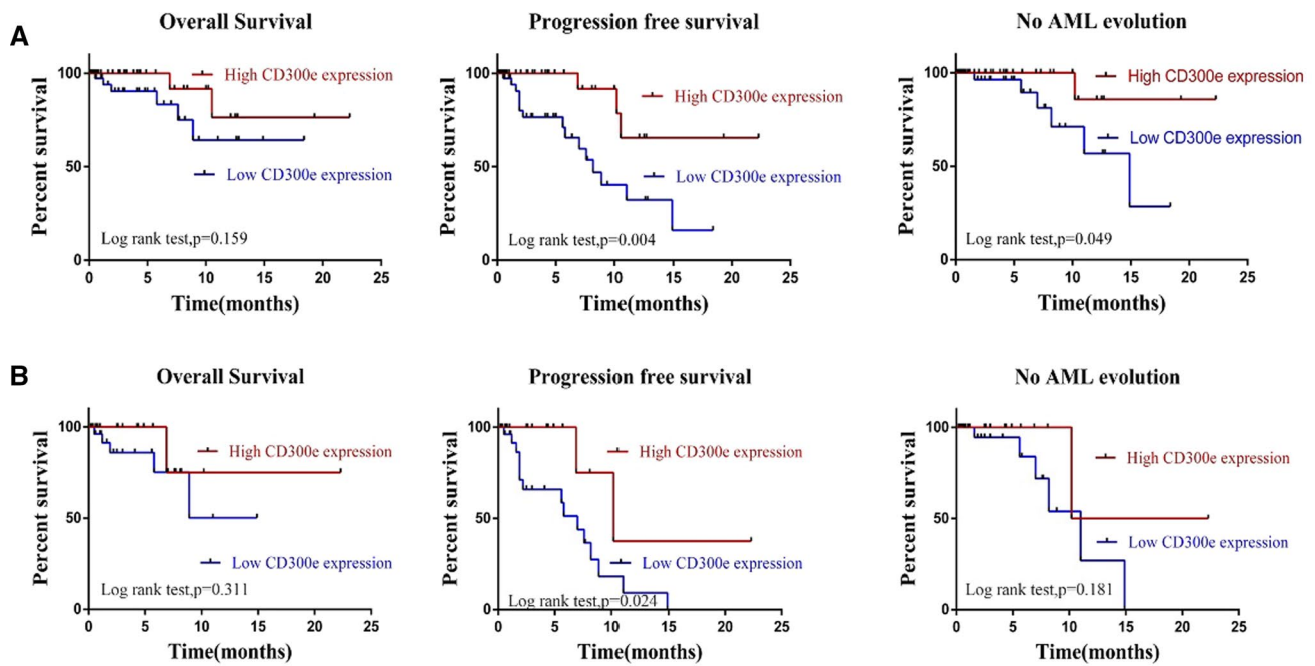 A
Overall Survival
Percent survival
100
50
0
High CD300e expression
Low CD300e expression
Log rank test,p=0.159
0 5 10 15 20 25
Time(months)
Progression free survival
Percent survival
100
50
0
High CD300e expression
Low CD300e expression
Log rank test,p=0.004
0 5 10 15 20 25
Time(months)
No AML evolution
Percent survival
100
50
0
High CD300e expression
Low CD300e expression
Log rank test,p=0.049
0 5 10 15 20 25
Time(months)
B
Overall Survival
Percent survival
100
50
0
High CD300e expression
Low CD300e expression
Log rank test,p=0.311
0 5 10 15 20 25
Time(months)
Progression free survival
Percent survival
100
50
0
High CD300e expression
Low CD300e expression
Log rank test,p=0.024
0 5 10 15 20 25
Time(months)
No AML evolution
Percent survival
100
50
0
High CD300e expression
Low CD300e expression
Log rank test,p=0.181
0 5 10 15 20 25
Time(months)